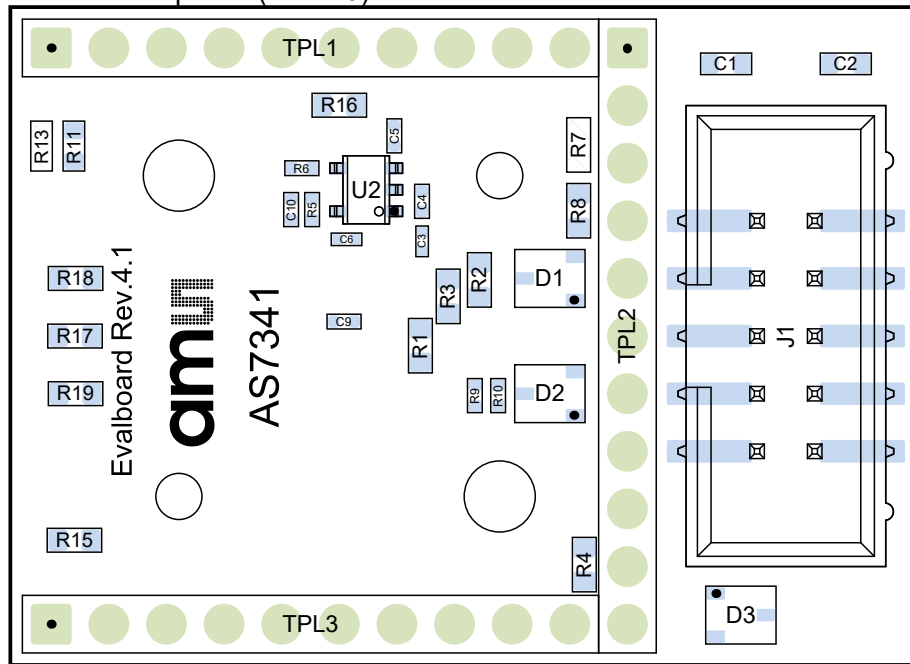 TPL1
C1
C2
R16
C5
R13
R11
R7
R6
U2
C10
R5
C4
R8
C6
C3
R18
R2
D1
R3
Evalboard Rev.4.1
amu
AS7341
C9
R17
R1
TPL2
J1
R19
R9
R10
D2
R15
R4
TPL3
D3